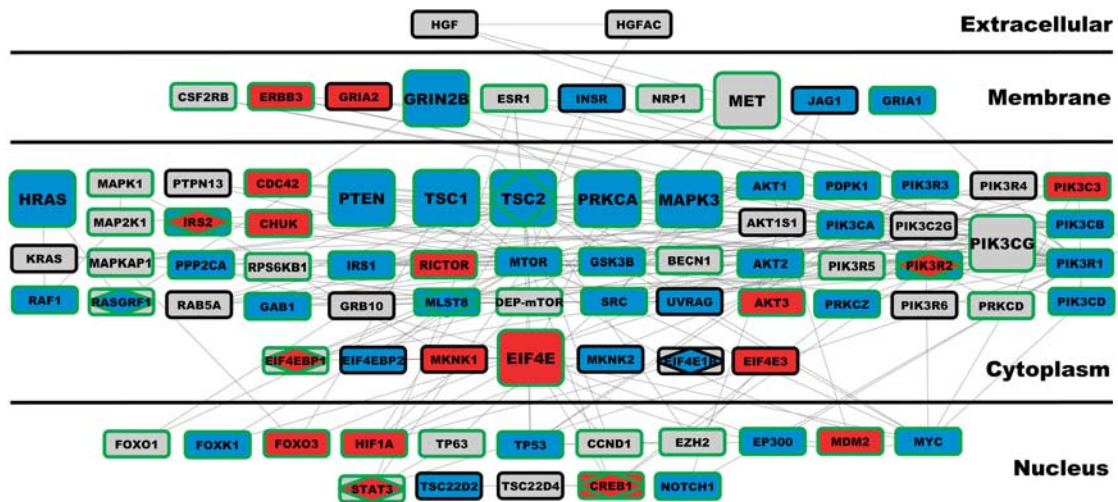 HGF HGFAC Extracellular
CSF2RB ERBB3 GRIA2 GRIN2B ESR1 INSR NRP1 MET JAG1 GRIA1 Membrane
HRAS MAPK1 PTPN13 CDC42 PTEN TSC1 TSC2 PRKCA MAPK3 AKT1 PDPK1 PIK3R3 PIK3R4 PIK3C3
MAP2K1 IRS2 CHUK AKT1S1 PIK3CA PIK3C2G PIK3CG PIK3CB
KRAS MAPKAP1 PPP2CA RPS6KB1 IRS1 RICTOR MTOR GSK3B BECN1 AKT2 PIK3R5 PIK3R2 PIK3R1
RAF1 RASGRF1 RAB5A GAB1 GRB10 MLST8 DEP-mTOR SRC UVRAG AKT3 PRKCZ PIK3R6 PRKCD PIK3CD
EIF4EBP1 EIF4EBP2 MKNK1 EIF4E MKNK2 EIF4E1B EIF4E3 Cytoplasm
FOXO1 FOXK1 FOXO3 HIF1A TP63 TP53 CCND1 EZH2 EP300 MDM2 MYC
Nucleus
STAT3 TSC22D2 TSC22D4 CREB1 NOTCH1